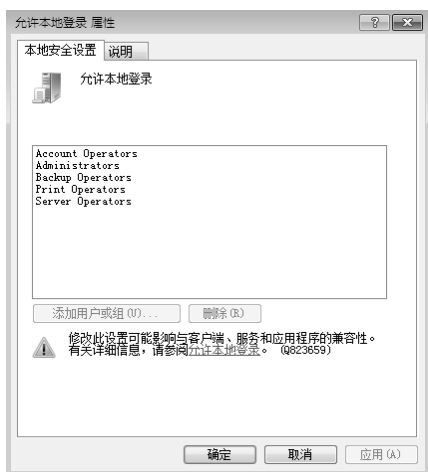 允许本地登录 属性
本地安全设置 说明
允许本地登录
Account Operators
Administrators
Backup Operators
Print Operators
Server Operators
添加用户或组(U)... 删除(R)
修改此设置可能影响与客户端、服务和应用程序的兼容性。
有关详细信息，请参阅允许本地登录。 (Q823659)
确定 取消 应用(A)